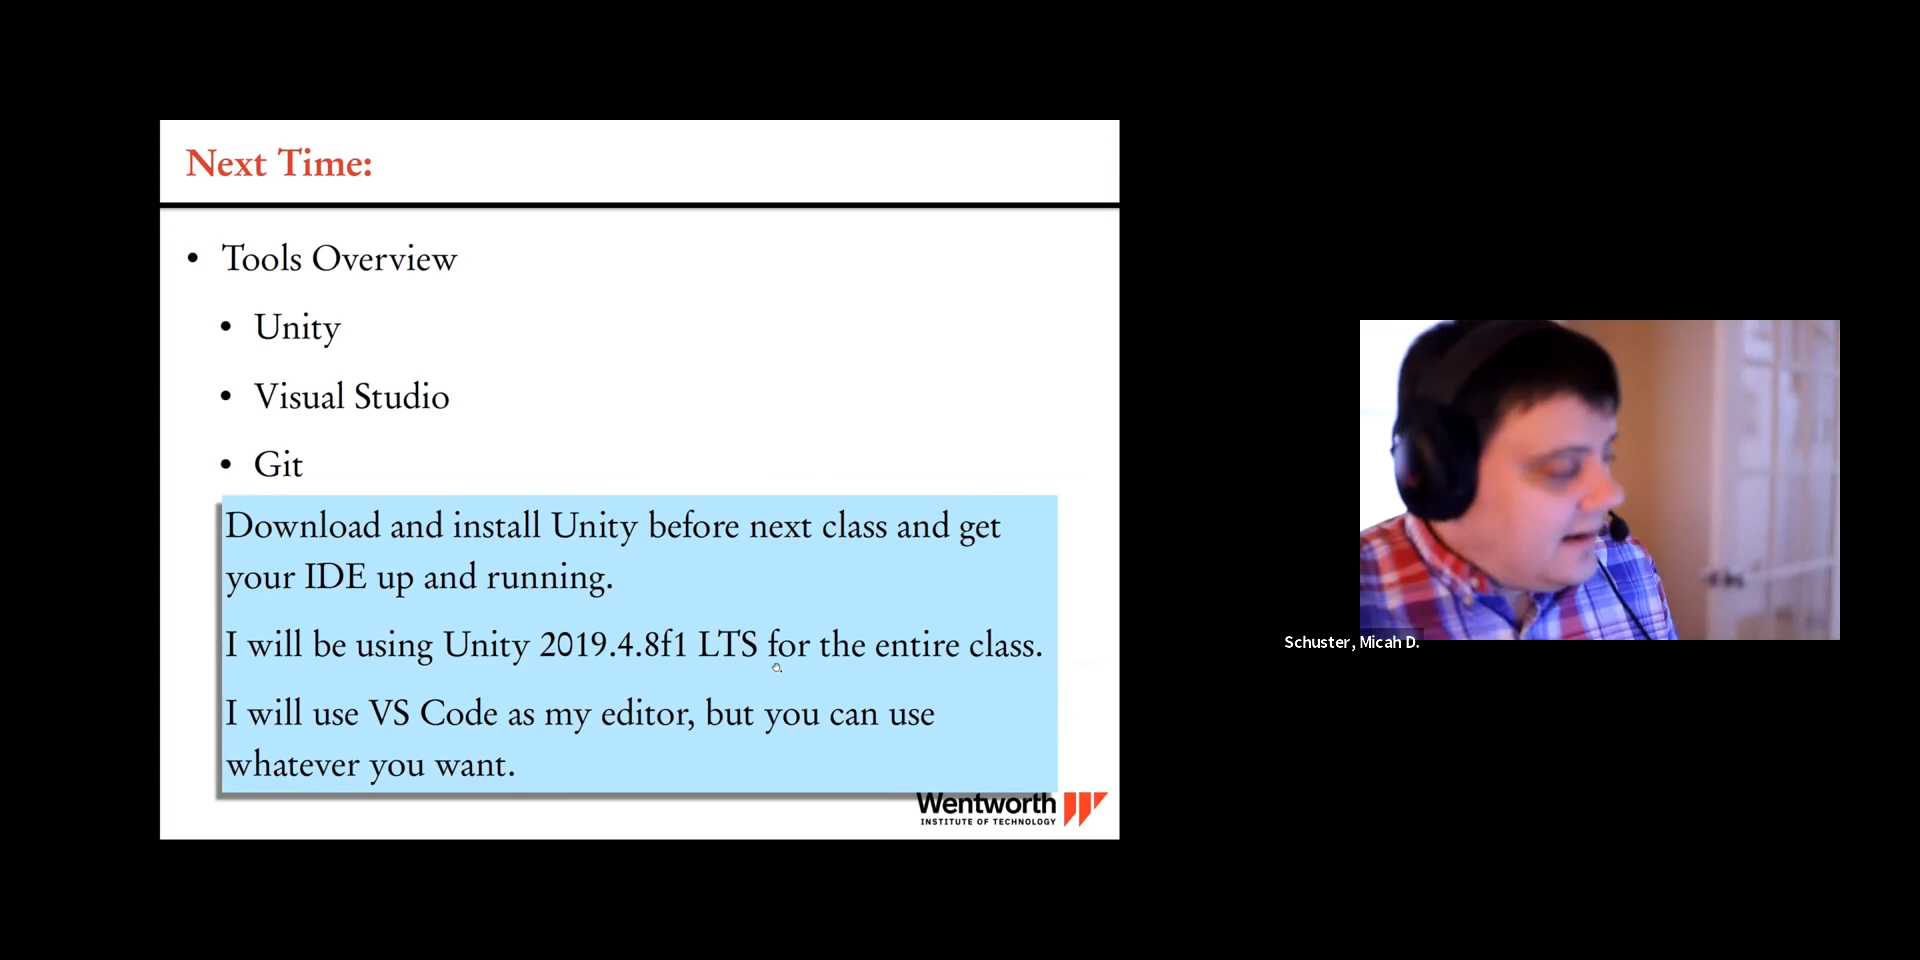 Next Time:
• Tools Overview
• Unity
• Visual Studio
• Git
Download and install Unity before next class and get
your IDE up and running.
I will be using Unity 2019.4.8f1 LTS for the entire class.
I will use VS Code as my editor, but you can use
whatever you want.
Wentworth
INSTITUTE OF TECHNOLOGY
Schuster, Micah D.